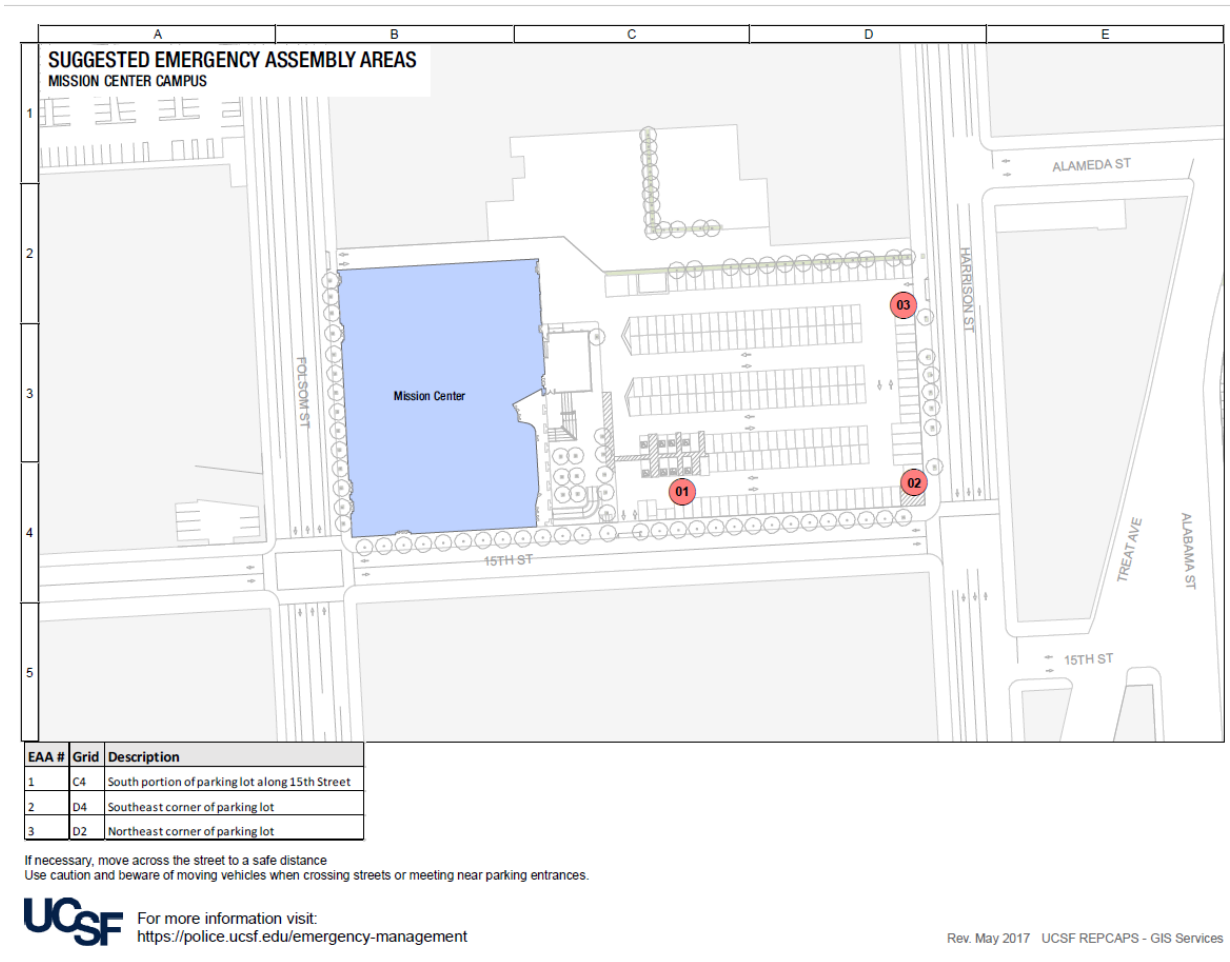 A B C D E
SUGGESTED EMERGENCY ASSEMBLY AREAS
MISSION CENTER CAMPUS
1
ALAMEDA ST
2
HARRISON ST
03
FOLSOM ST
3
Mission Center
01
02
4
15TH ST
TREAT AVE
ALABAMA ST
5
15TH ST
EAA # Grid Description
1 C4 South portion of parking lot along 15th Street
2 D4 Southeast corner of parking lot
3 D2 Northeast corner of parking lot
If necessary, move across the street to a safe distance
Use caution and beware of moving vehicles when crossing streets or meeting near parking entrances.
UCSF
For more information visit:
https://police.ucsf.edu/emergency-management
Rev. May 2017 UCSF REPCAPS - GIS Services